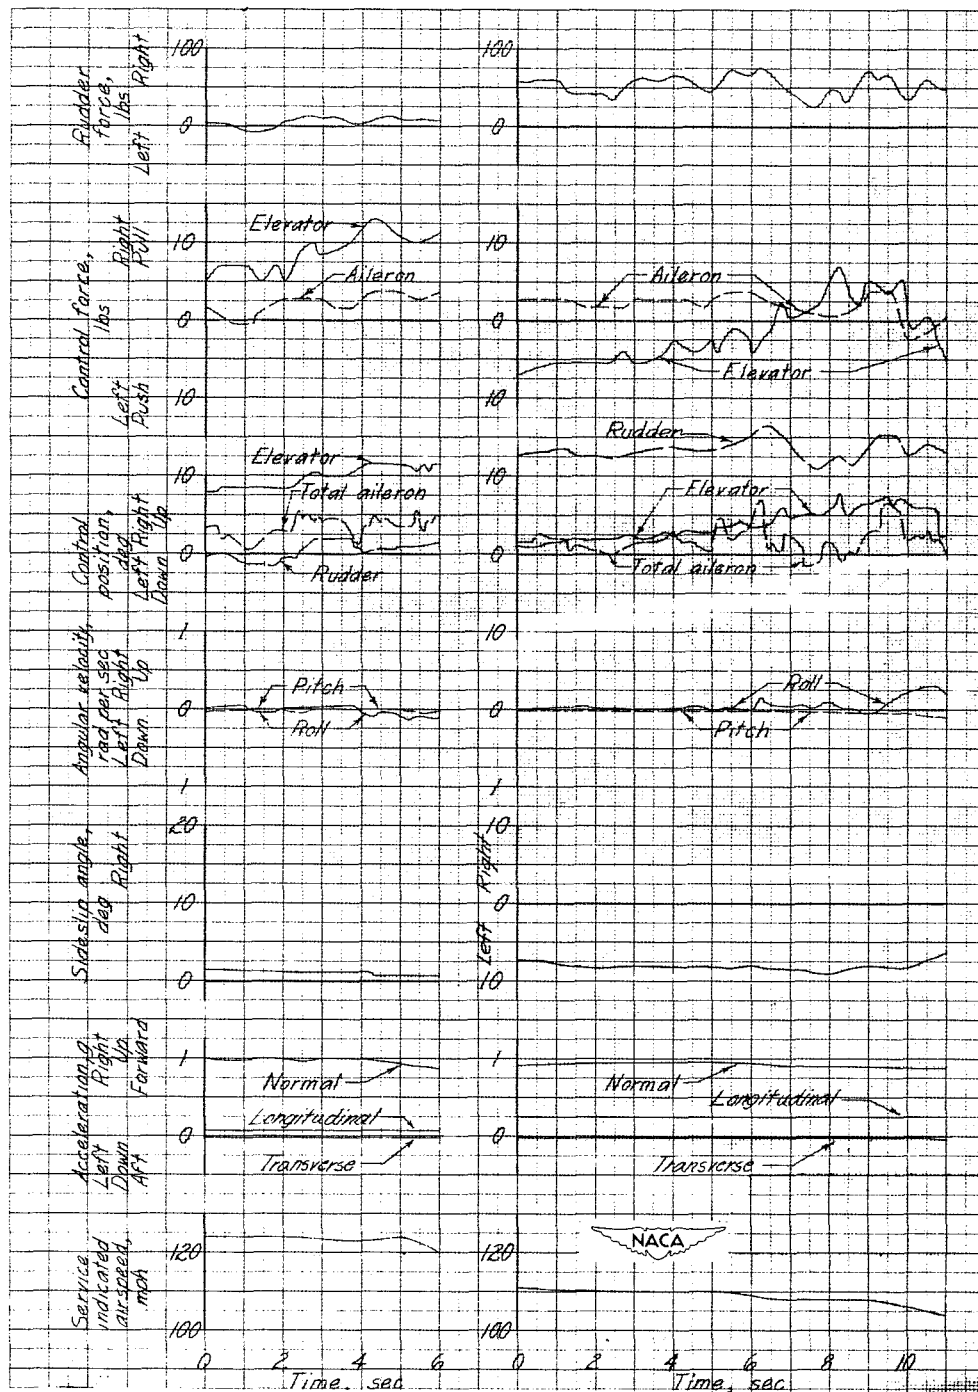 Rudder force, lbs
Left Right
100
0
100
0
Control force, lbs
Left Right
Push Pull
10
0
10
10
0
10
Elevator
Aileron
Aileron
Elevator
Control position, deg
Left Right
Down Up
10
0
10
0
Elevator
Total aileron
Rudder
Rudder
Elevator
Total aileron
Angular velocity, rad per sec
Left Right
Down Up
1
0
1
10
0
1
Pitch
Roll
Roll
Pitch
Sideslip angle, deg
Right
20
10
0
Left Right
10
0
10
Acceleration, g
Left Right
Down Up
Aft Forward
1
0
1
0
Normal
Longitudinal
Transverse
Normal
Longitudinal
Transverse
Service indicated airspeed, mph
120
100
120
100
NACA
0 2 4 6
Time, sec
0 2 4 6 8 10
Time, sec